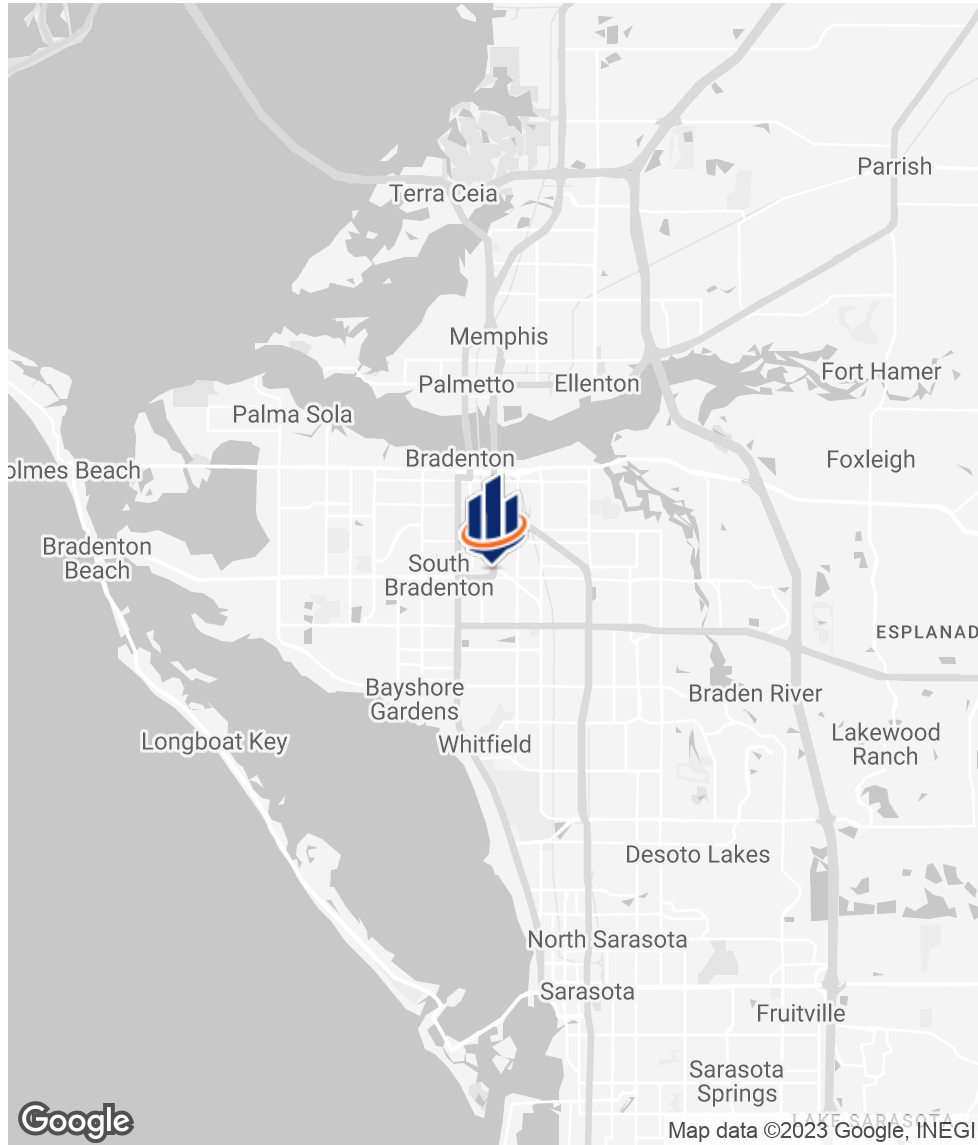 Parrish
Terra Ceia
Memphis
Fort Hamer
Palmetto
Ellenton
Palma Sola
Bradenton
Foxleigh
olmes Beach
Bradenton
Beach
South
Bradenton
ESPLANAD
Bayshore
Gardens
Braden River
Longboat Key
Whitfield
Lakewood
Ranch
Desoto Lakes
North Sarasota
Sarasota
Fruitville
Sarasota
Springs
LAKE SARASOTA
Google
Map data ©2023 Google, INEGI